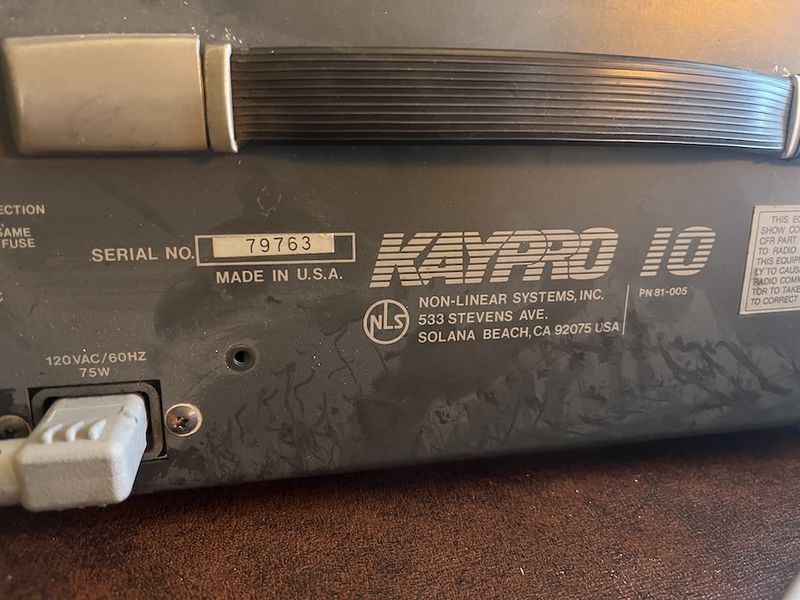 ECTION
SAME
FUSE
SERIAL NO. 79763
MADE IN U.S.A.
KAYPRO 10
NLS
NON-LINEAR SYSTEMS, INC.
533 STEVENS AVE.
SOLANA BEACH, CA 92075 USA
PN 81-005
120VAC/60HZ
75W
THIS EQ
SHOW CO
CFR PART
TO RADIO
THIS EQUIP
LY TO CAUS
RADIO COMM
TOR TO TAKE
TO CORRECT